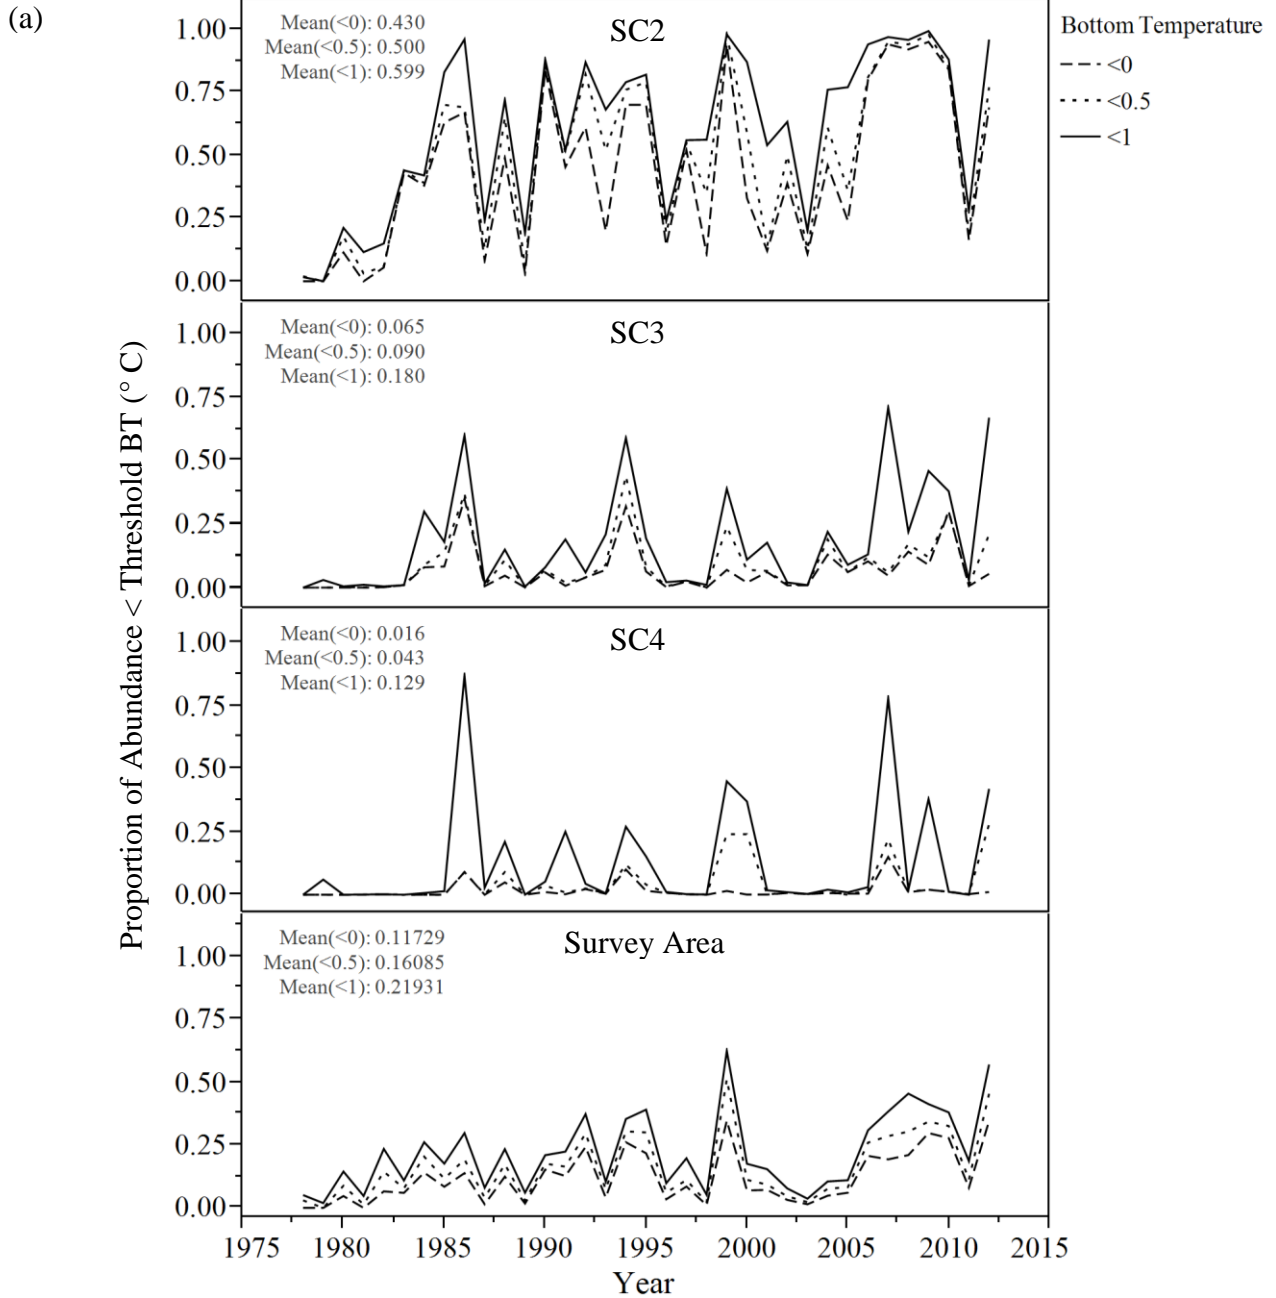 (a)
SC2
Mean(<0): 0.430
Mean(<0.5): 0.500
Mean(<1): 0.599
1.00
0.75
0.50
0.25
0.00
Bottom Temperature
<0
<0.5
<1
SC3
Mean(<0): 0.065
Mean(<0.5): 0.090
Mean(<1): 0.180
1.00
0.75
0.50
0.25
0.00
SC4
Mean(<0): 0.016
Mean(<0.5): 0.043
Mean(<1): 0.129
1.00
0.75
0.50
0.25
0.00
Survey Area
Mean(<0): 0.11729
Mean(<0.5): 0.16085
Mean(<1): 0.21931
1.00
0.75
0.50
0.25
0.00
Proportion of Abundance < Threshold BT (° C)
1975 1980 1985 1990 1995 2000 2005 2010 2015
Year